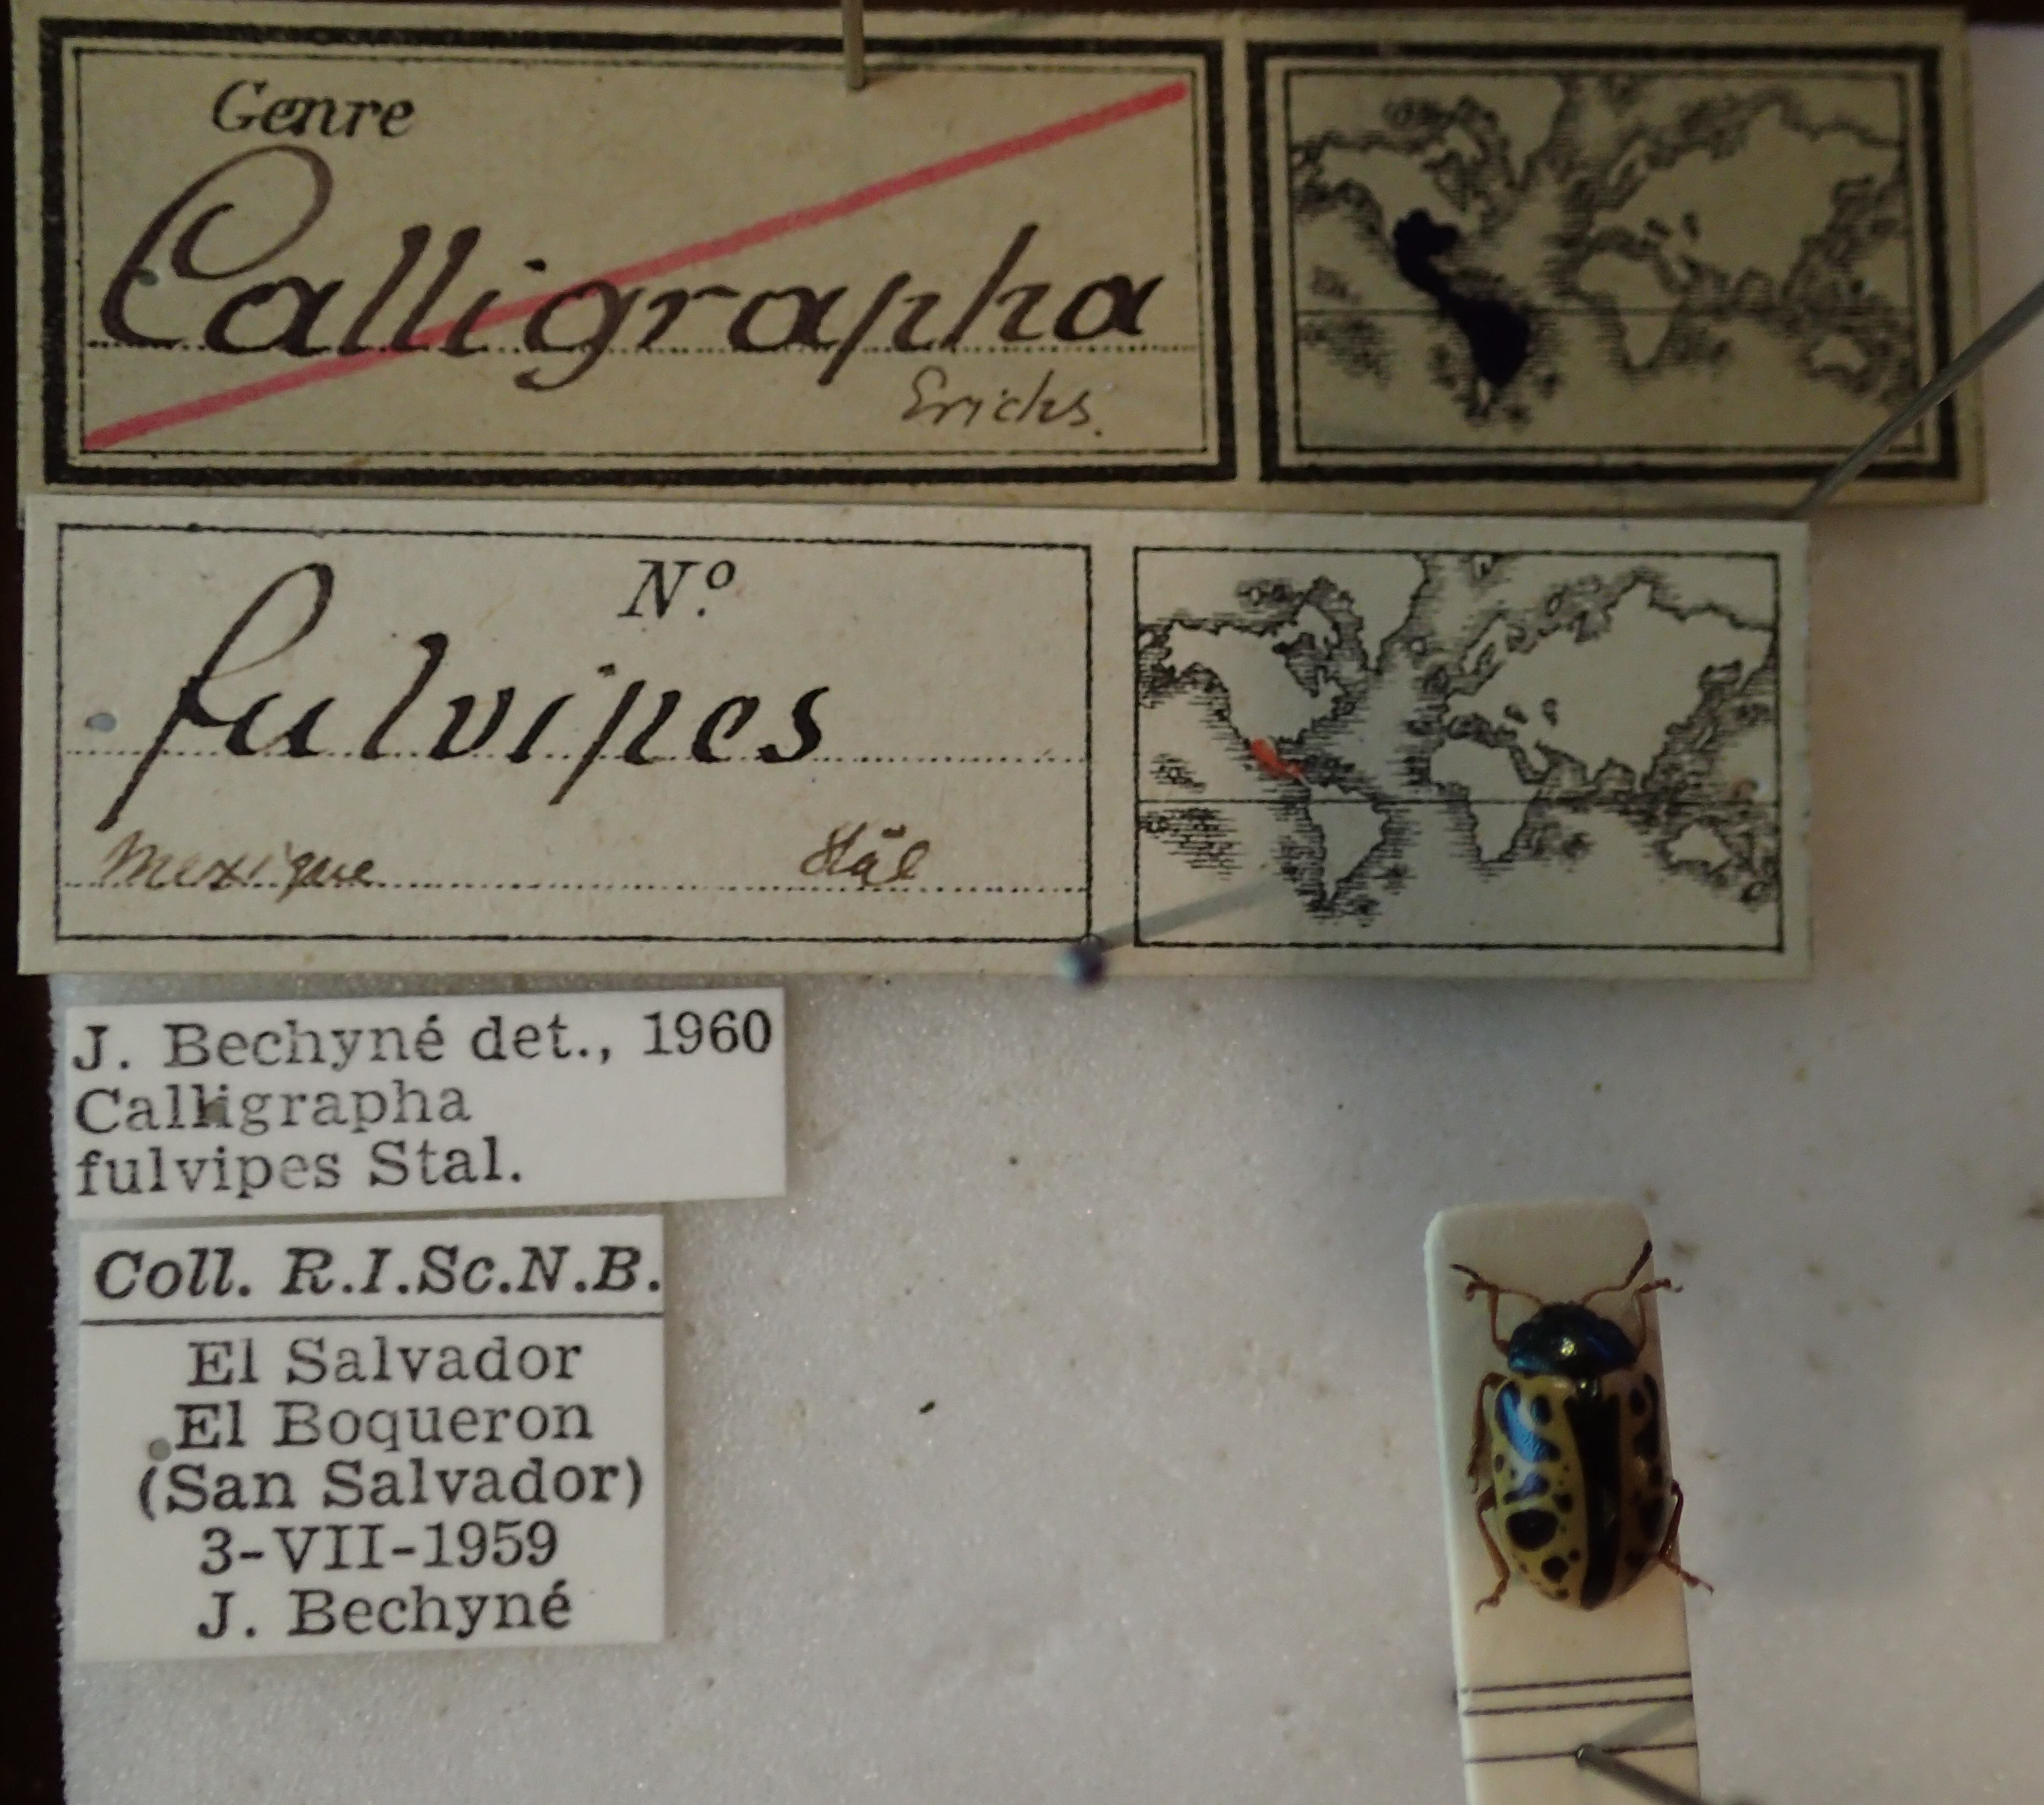 Genre
Calligrapha
Erichs.
Nº.
fulvipes
Mexique Stål
J. Bechyné det., 1960
Calligrapha
fulvipes Stal.
Coll. R.I.Sc.N.B.
El Salvador
El Boqueron
(San Salvador)
3-VII-1959
J. Bechyné